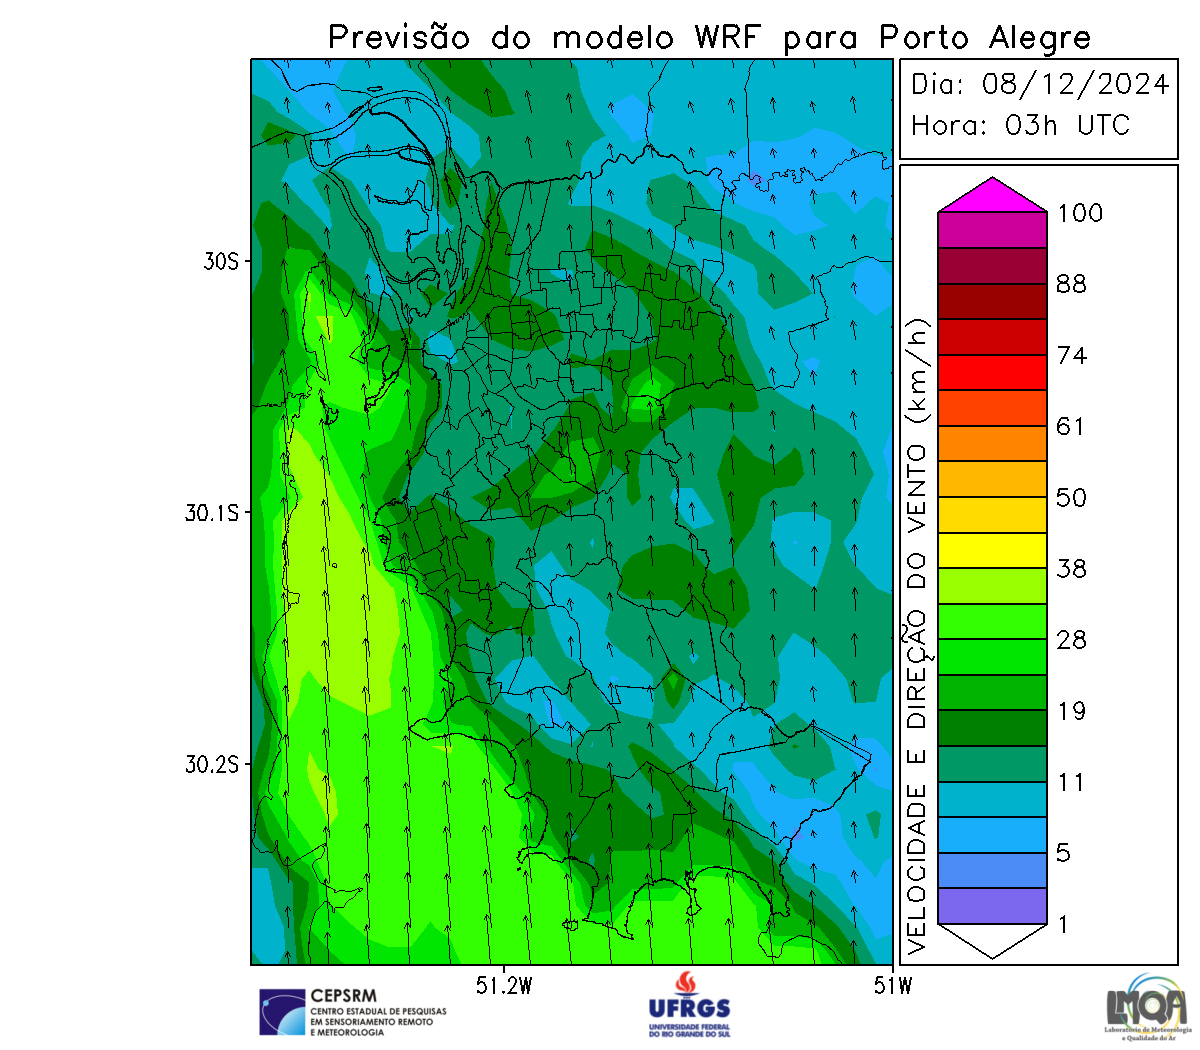 Previsão do modelo WRF para Porto Alegre
Dia: 08/12/2024
Hora: 03h UTC
30S
30.1S
30.2S
51.2W
51W
VELOCIDADE E DIREÇÃO DO VENTO (km/h)
100
88
74
61
50
38
28
19
11
5
1
CEPSRM
CENTRO ESTADUAL DE PESQUISAS
EM SENSORIAMENTO REMOTO
E METEOROLOGIA
UFRGS
UNIVERSIDADE FEDERAL
DO RIO GRANDE DO SUL
LMQA
Laboratório de Meteorologia
e Qualidade do Ar